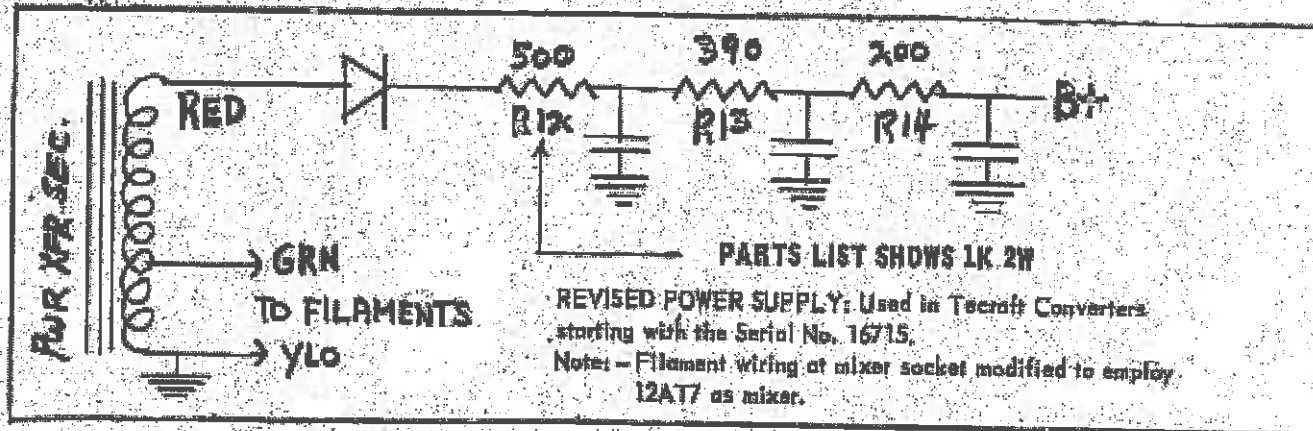 500
390
200
RED
B+
R12
R13
R14
PWR XFR SEC.
GRN
TO FILAMENTS
YLO
PARTS LIST SHOWS 1K 2W
REVISED POWER SUPPLY: Used in Tecraft Converters
starting with the Serial No. 16715.
Note: - Filament wiring at mixer socket modified to employ
12AT7 as mixer.